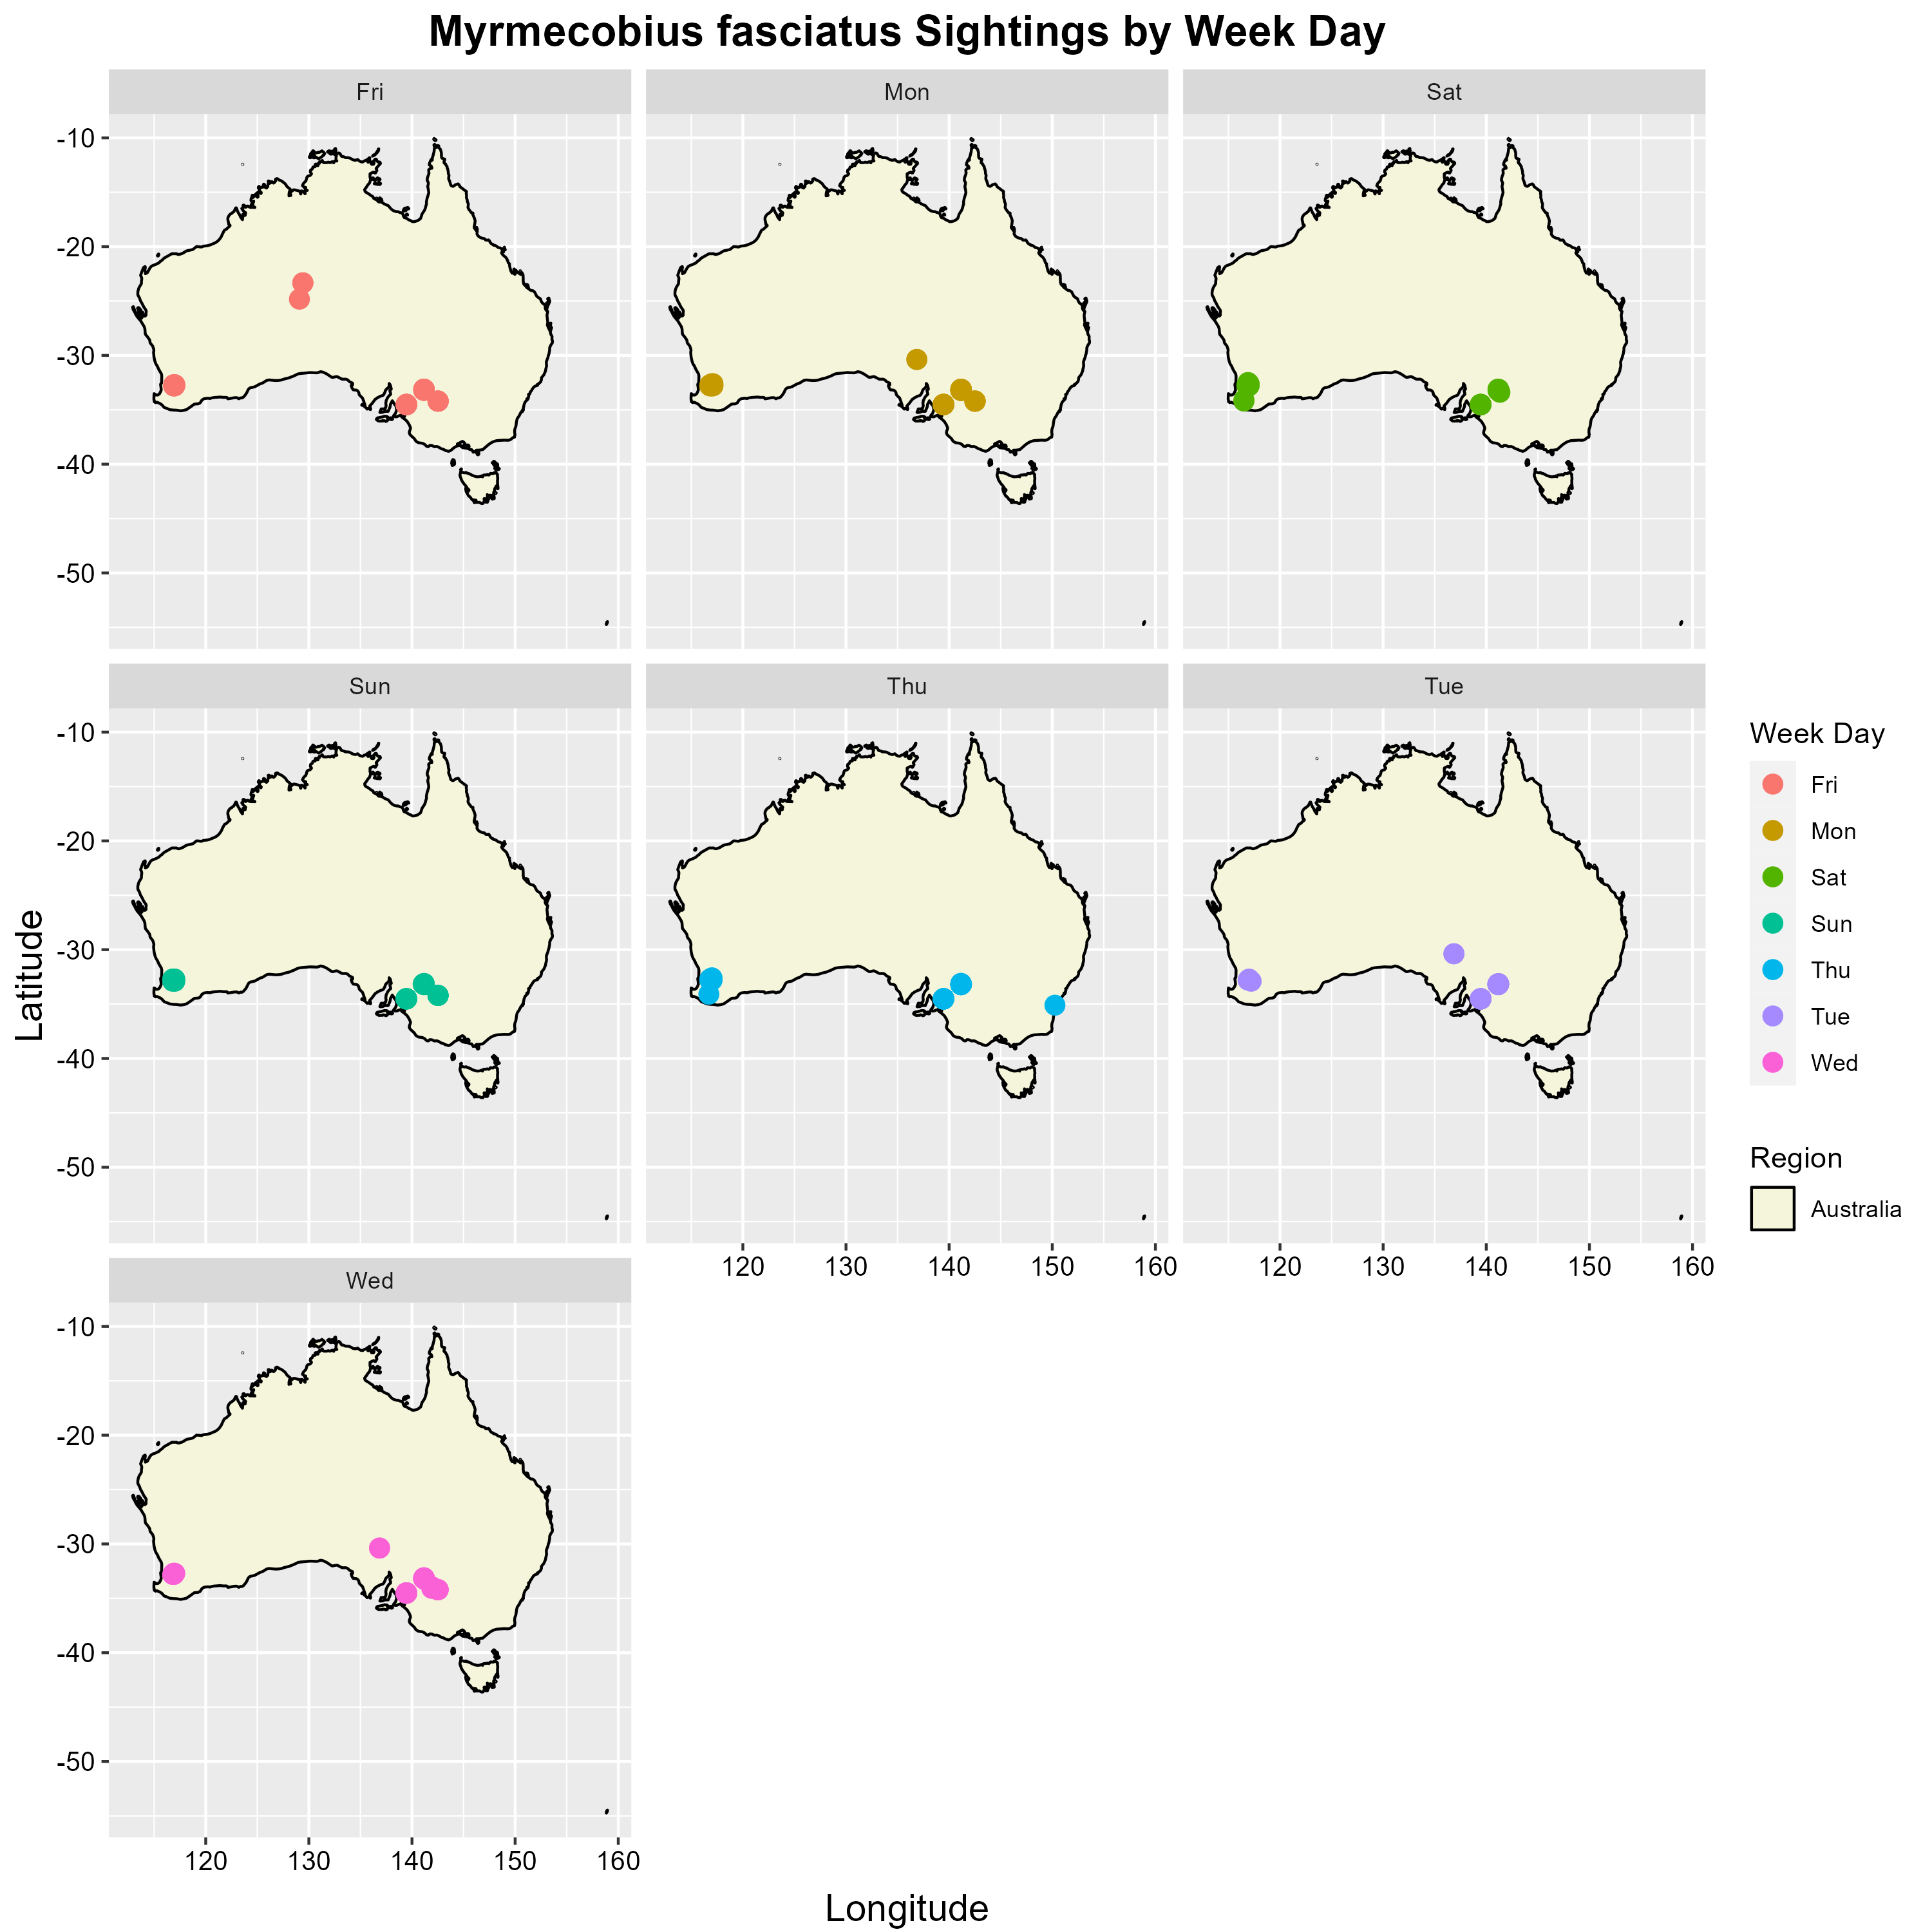 Myrmecobius fasciatus Sightings by Week Day
Fri
Mon
Sat
-10
-20
-30
-40
-50
Sun
Thu
Tue
-10
-20
-30
-40
-50
120 130 140 150 160
120 130 140 150 160
Wed
-10
-20
-30
-40
-50
120 130 140 150 160
Latitude
Longitude
Week Day
Fri
Mon
Sat
Sun
Thu
Tue
Wed
Region
Australia